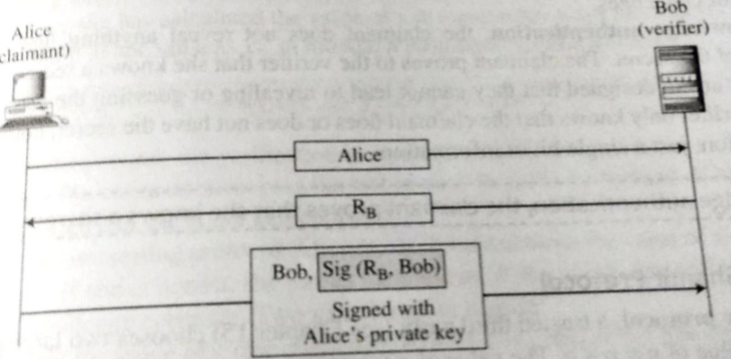 Alice
(claimant)
Bob
(verifier)
Alice
R_B
Bob, Sig (R_B, Bob)
Signed with
Alice's private key